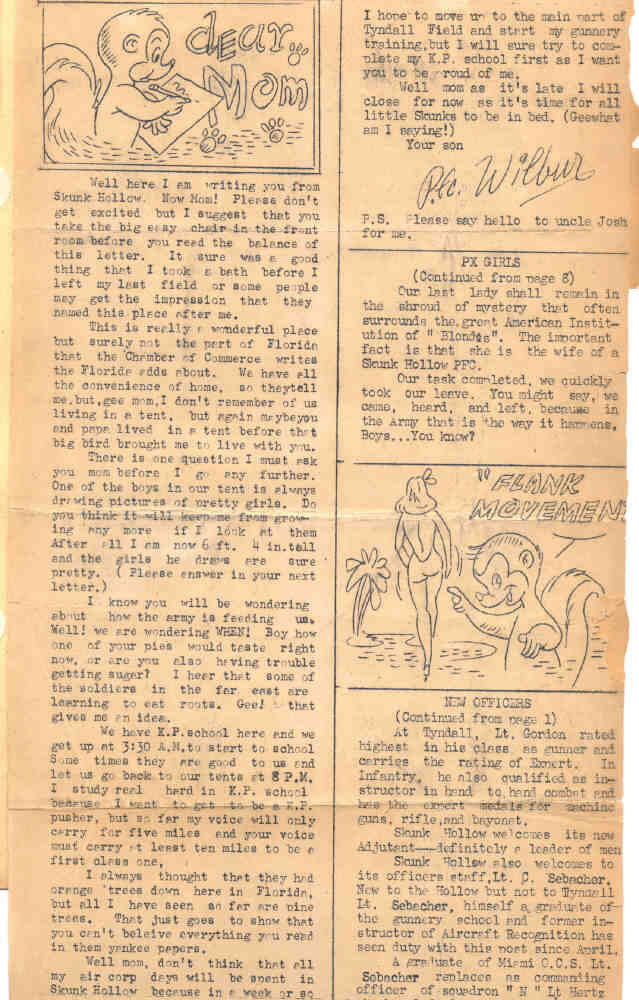 dear
Mom
Well here I am writing you from
Skunk Hollow. Now Mom! Please don't
get excited but I suggest that you
take the big easy chair in the front
room before you read the balance of
this letter. It sure was a good
thing that I took a bath before I
left my last field or some people
may get the impression that they
named this place after me.
This is really a wonderful place
but surely not the part of Florida
that the Chamber of Commerce writes
the Florida adds about. We have all
the convenience of home, so theytell
me,but,gee mom,I don't remember of us
living in a tent, but again maybeyou
and papa lived in a tent before that
big bird brought me to live with you.
There is one question I must ask
you mom before I go any further.
One of the boys in our tent is always
drawing pictures of pretty girls. Do
you think it will keep me from grow-
ing any more if I look at them
After all I am now 6 ft. 4 in.tall
and the girls he draws are sure
pretty. ( Please answer in your next
letter.)
I know you will be wondering
about how the army is feeding us.
Well! we are wondering WHEN! Boy how
one of your pies would taste right
now, or are you also having trouble
getting sugar? I hear that some of
the soldiers in the far east are
learning to eat roots. Gee! that
gives me an idea.
We have K.P.school here and we
get up at 3:30 A.M.to start to school
Some times they are good to us and
let us go back to our tents at 8 P.M.
I study real hard in K.P. school
because I want to get to be a K.P.
pusher, but so far my voice will only
carry for five miles and your voice
must carry at least ten miles to be a
first class one.
I always thought that they had
orange trees down here in Florida,
but all I have seen so far are pine
trees. That just goes to show that
you can't beleive everything you read
in them yankee papers.
Well mom, don't think that all
my air corp days will be spent in
Skunk Hollow because in a week or so
I hope to move up to the main part of
Tyndall Field and start my gunnery
training,but I will sure try to com-
plete my K.P. school first as I want
you to be proud of me.
Well mom as it's late I will
close for now as it's time for all
little Skunks to be in bed. (Geewhat
am I saying!)
Your son
Pfc. Wilbur
P.S. Please say hello to uncle Josh
for me.
PX GIRLS
(Continued from page 8)
Our last lady shall remain in
the shroud of mystery that often
surrounds the great American Instit-
ution of "Blondes". The important
fact is that she is the wife of a
Skunk Hollow PFC.
Our task completed, we quickly
took our leave. You might say, we
came, heard, and left, because in
the Army that is the way it happens,
Boys...You know?
"FLANK
MOVEMEN
NEW OFFICERS
(Continued from page 1)
At Tyndall, Lt. Gordon rated
highest in his class as gunner and
carries the rating of Expert. In
Infantry, he also qualified as in-
structor in hand to hand combat and
has the expert medals for machine
guns, rifle,and bayonet.
Skunk Hollow welcomes its new
Adjutant--definitely a leader of men
Skunk Hollow also welcomes to
its officers staff,Lt. C. Sebacher.
New to the Hollow but not to Tyndall
Lt. Sebacher, himself a graduate of
the gunnery school and former in-
structor of Aircraft Recognition has
seen duty with this post since April.
A graduate of Miami O.C.S. Lt.
Sebacher replaces as commanding
officer of squadron " N " Lt Hertz